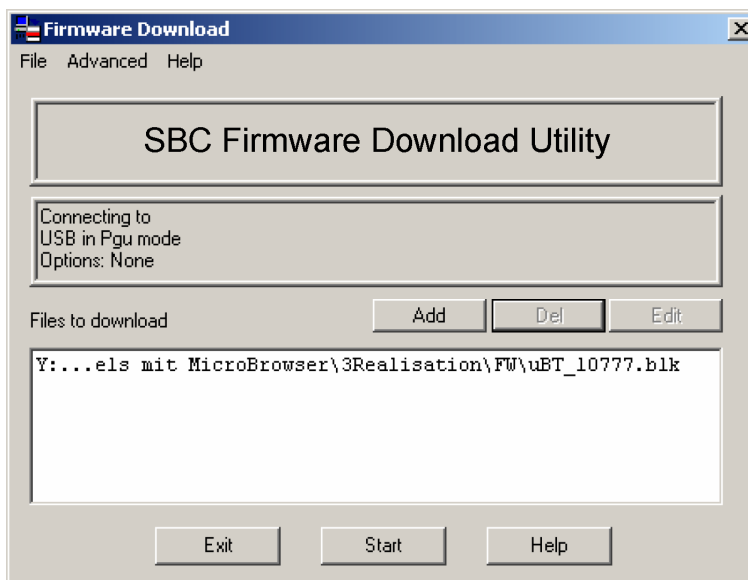 Firmware Download
File Advanced Help
SBC Firmware Download Utility
Connecting to
USB in Pgu mode
Options: None
Files to download
Add Del Edit
Y:...els mit MicroBrowser\3Realisation\FW\uBT_10777.blk
Exit Start Help